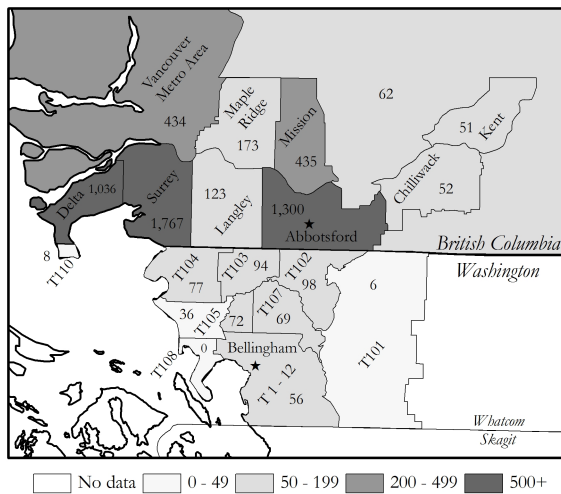 Vancouver
Metro Area
434
Maple
Ridge
173
Mission
435
62
51
Kent
Chilliwack
52
Delta
1,036
Surrey
1,767
123
Langley
1,300
Abbotsford
British Columbia
Washington
8
T110
T104
77
T103
94
T102
98
6
T101
36
T105
72
T107
69
T108
0
Bellingham
T 1 - 12
56
Whatcom
Skagit
No data
0 - 49
50 - 199
200 - 499
500+